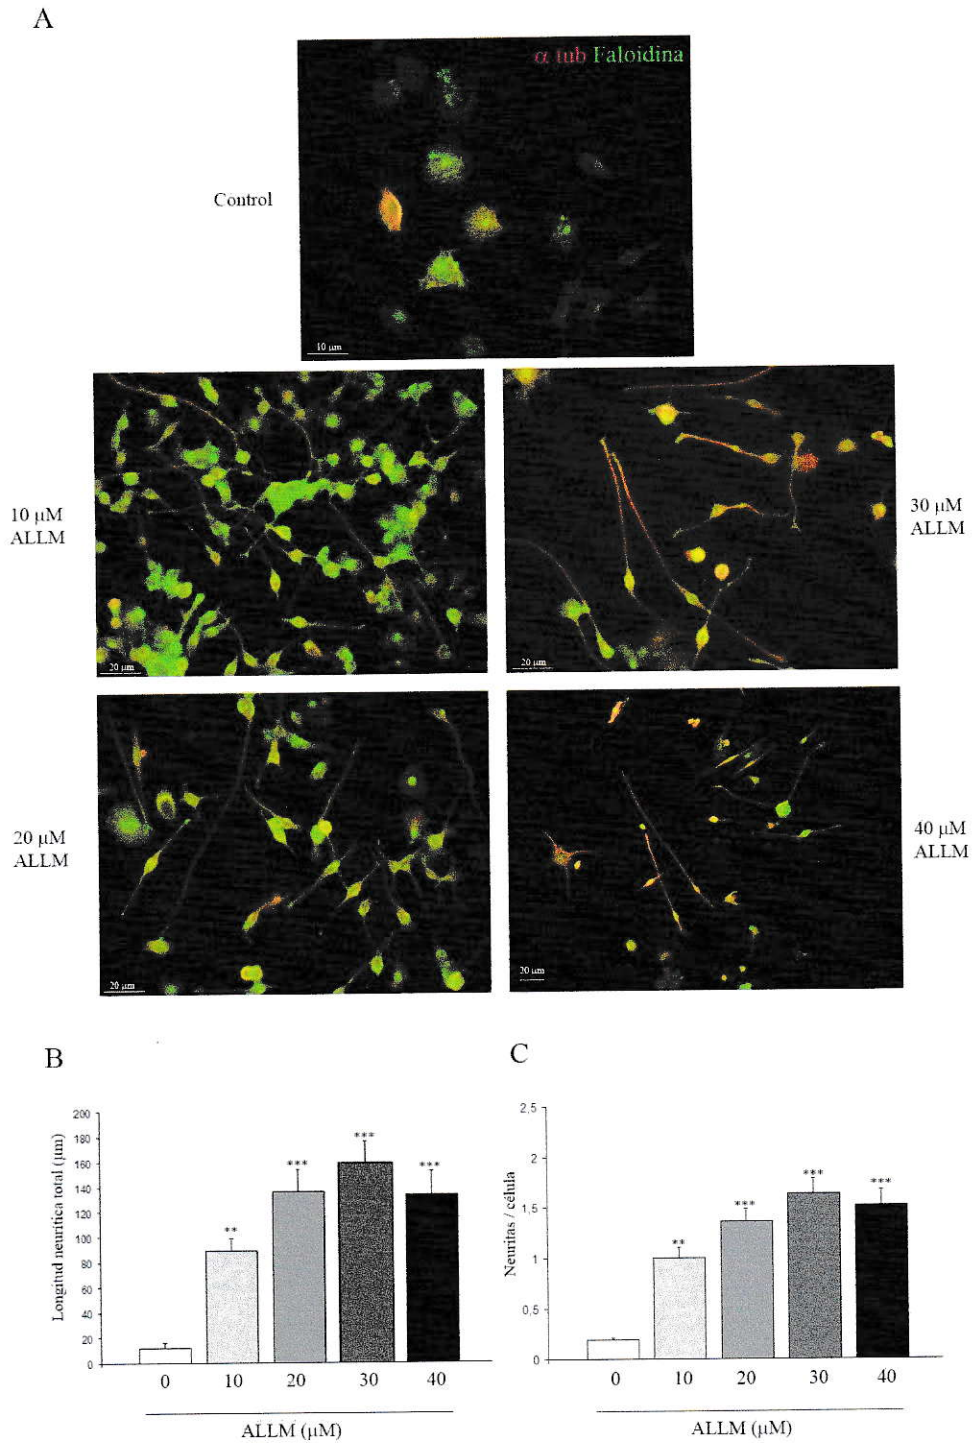 A
α tub Faloidina
Control
10 µm
10 µM
ALLM
20 µm
30 µM
ALLM
20 µm
20 µM
ALLM
20 µm
40 µM
ALLM
20 µm
B
Longitud neurítica total (µm)
200
180
160
140
120
100
80
60
40
20
0
**
***
***
***
0 10 20 30 40
ALLM (µM)
C
Neuritas / célula
2,5
2
1,5
1
0,5
0
**
***
***
***
0 10 20 30 40
ALLM (µM)